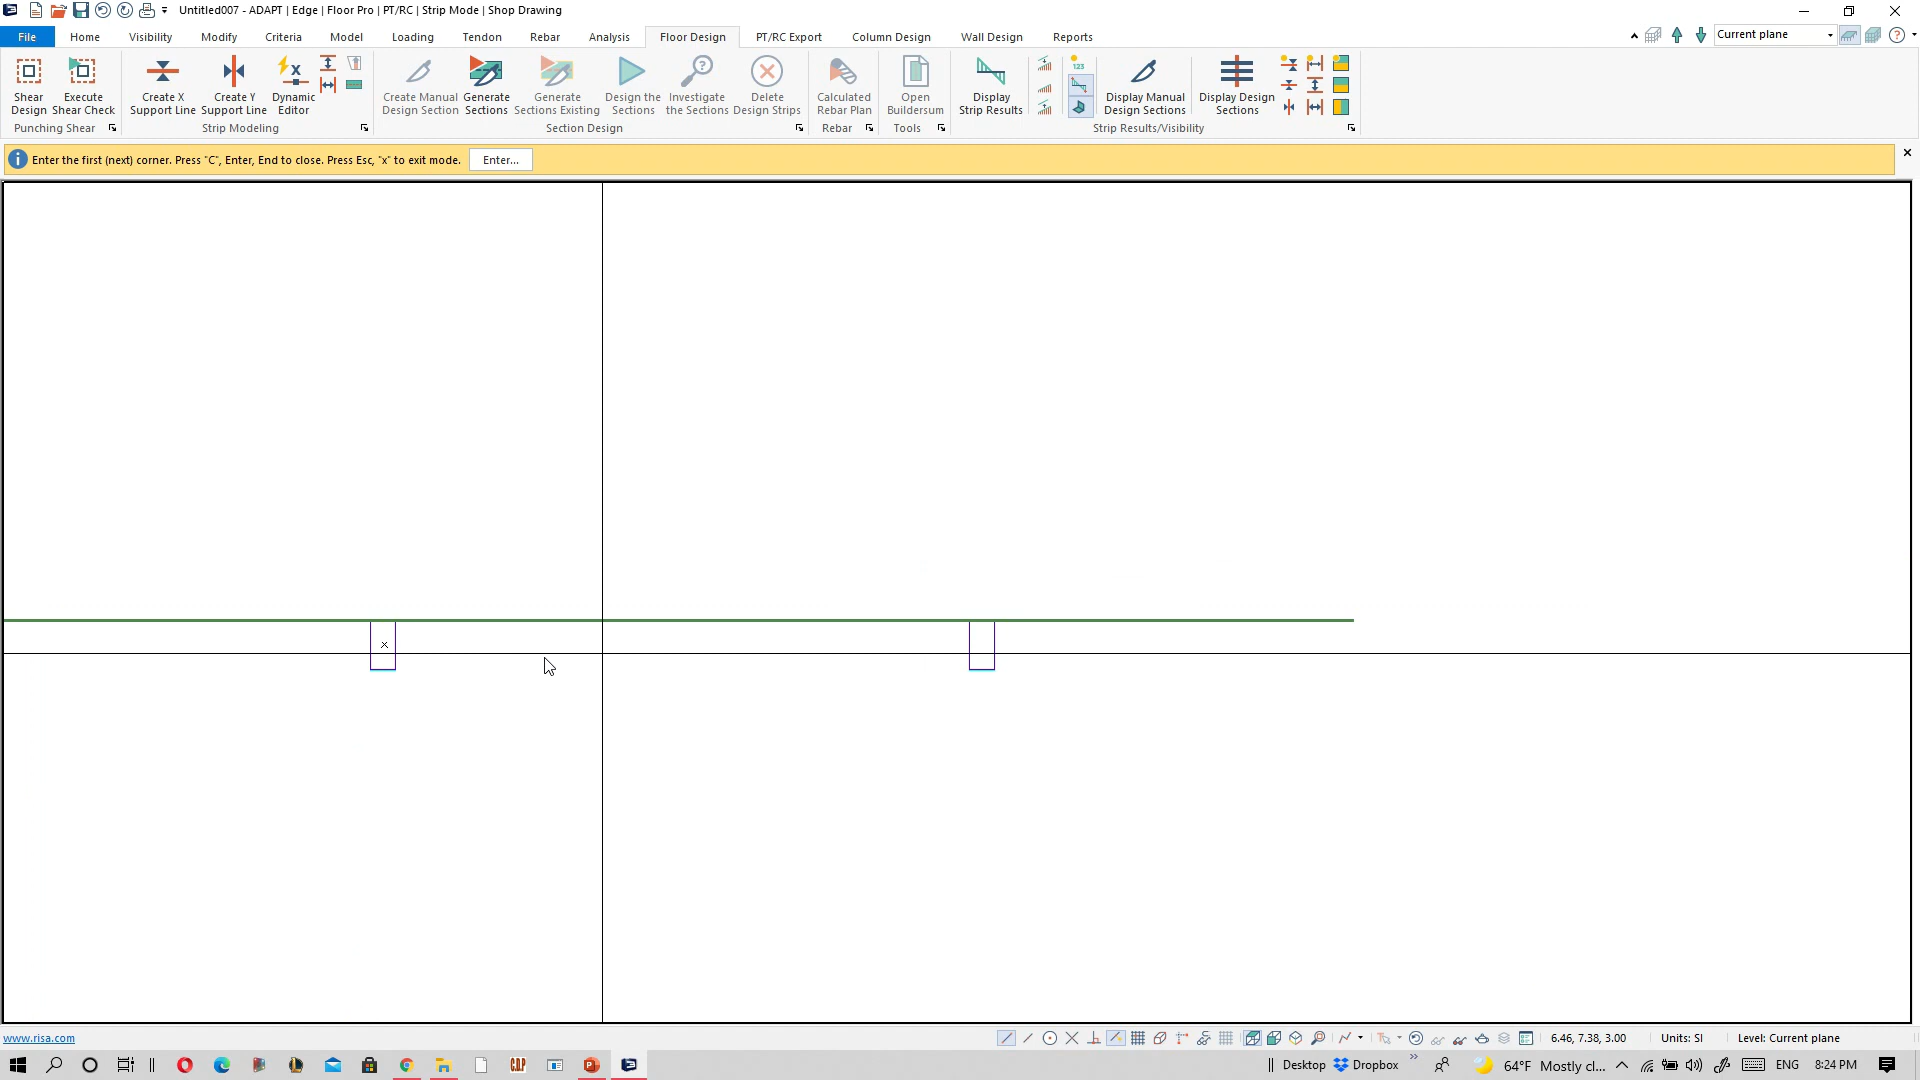 Untitled007 - ADAPT | Edge | Floor Pro | PT/RC | Strip Mode | Shop Drawing
File Home Visibility Modify Criteria Model Loading Tendon Rebar Analysis Floor Design PT/RC Export Column Design Wall Design Reports Current plane
Shear Design
Execute Shear Check
Punching Shear
Create X Support Line
Create Y Support Line
Dynamic Editor
Strip Modeling
Create Manual Design Section
Generate Sections
Generate Sections Existing
Design the Sections
Investigate the Sections
Delete Design Strips
Section Design
Calculated Rebar Plan
Rebar
Open Buildersum
Tools
Display Strip Results
123
Display Manual Design Sections
Display Design Sections
Strip Results/Visibility
Enter the first (next) corner. Press "C", Enter, End to close. Press Esc, "x" to exit mode. Enter...
www.risa.com 6.46, 7.38, 3.00 Units: SI Level: Current plane
CDP Desktop Dropbox 64°F Mostly cl... ENG 8:24 PM